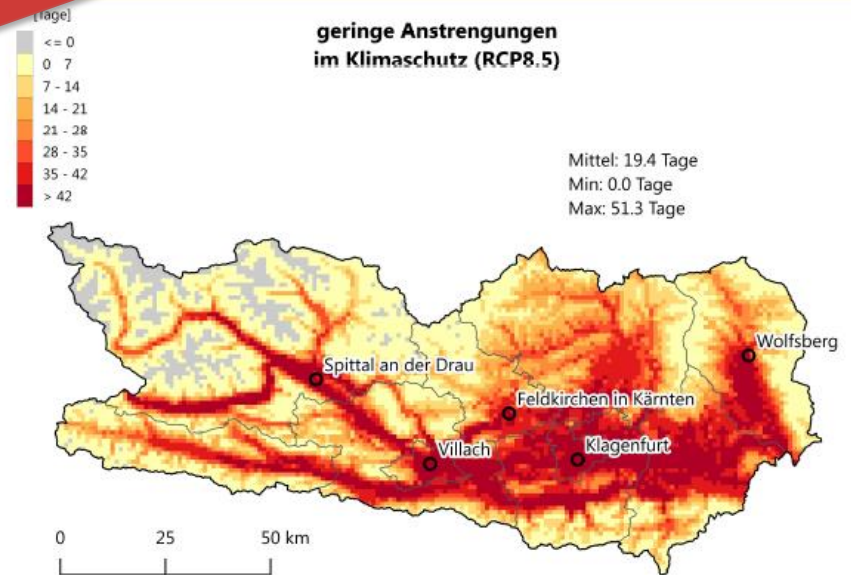 [Tage]
<= 0
0 7
7 - 14
14 - 21
21 - 28
28 - 35
35 - 42
> 42
geringe Anstrengungen
im Klimaschutz (RCP8.5)
Mittel: 19.4 Tage
Min: 0.0 Tage
Max: 51.3 Tage
Wolfsberg
Spittal an der Drau
Feldkirchen in Kärnten
Villach
Klagenfurt
0 25 50 km